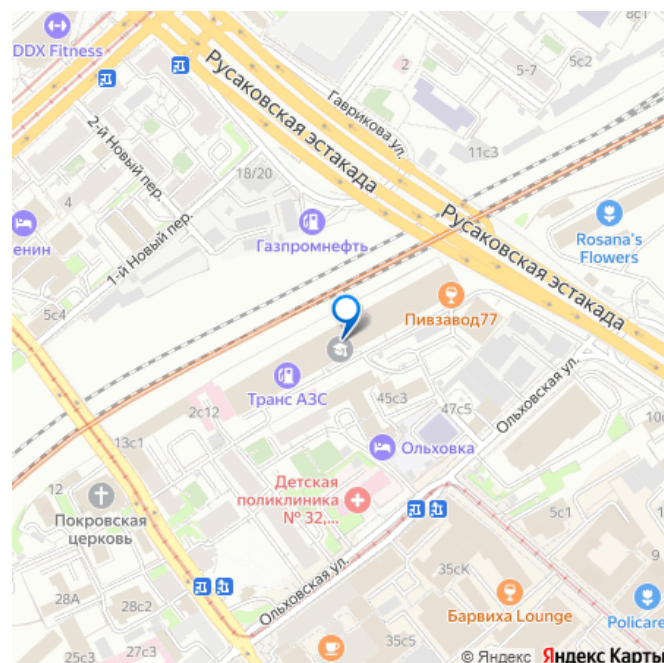 8с1
DDX Fitness
5с2
2
5-7
Гаврикова Ул.
2-й Новый пер.
Русаковская эстакада
11с3
18/20
4
енин
1-й Новый пер.
Газпромнефть
Русаковская эстакада
Rosana's
Flowers
5с4
Пивзавод77
Транс АЗС
2с12
45с3
47с5
Ольховская ул.
13с1
Ольховка
12
Детская
поликлиника
№ 32,...
Покровская
церковь
5с1
9
Ольховская ул.
35сК
28А
28с2
Барвиха Lounge
Policare
27с3
35с5
© Яндекс Яндекс Карты